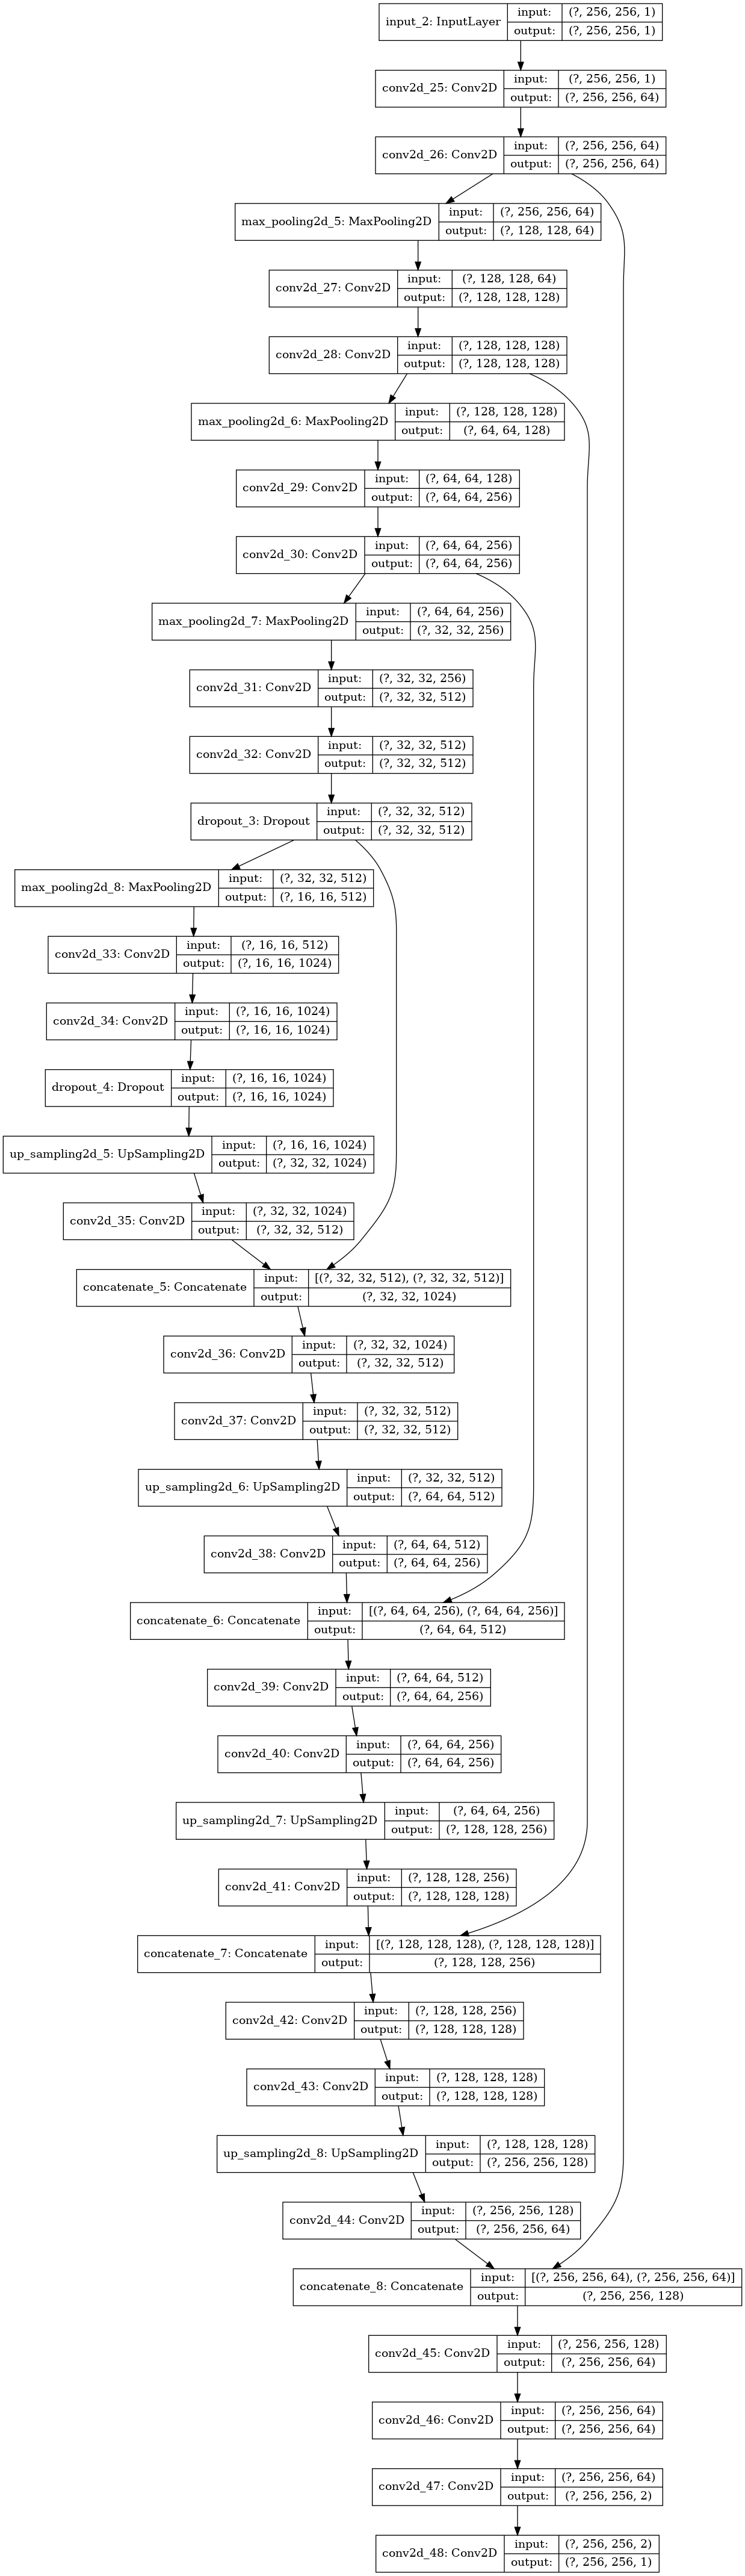 input_2: InputLayer input: (?, 256, 256, 1)
output: (?, 256, 256, 1)
conv2d_25: Conv2D input: (?, 256, 256, 1)
output: (?, 256, 256, 64)
conv2d_26: Conv2D input: (?, 256, 256, 64)
output: (?, 256, 256, 64)
max_pooling2d_5: MaxPooling2D input: (?, 256, 256, 64)
output: (?, 128, 128, 64)
conv2d_27: Conv2D input: (?, 128, 128, 64)
output: (?, 128, 128, 128)
conv2d_28: Conv2D input: (?, 128, 128, 128)
output: (?, 128, 128, 128)
max_pooling2d_6: MaxPooling2D input: (?, 128, 128, 128)
output: (?, 64, 64, 128)
conv2d_29: Conv2D input: (?, 64, 64, 128)
output: (?, 64, 64, 256)
conv2d_30: Conv2D input: (?, 64, 64, 256)
output: (?, 64, 64, 256)
max_pooling2d_7: MaxPooling2D input: (?, 64, 64, 256)
output: (?, 32, 32, 256)
conv2d_31: Conv2D input: (?, 32, 32, 256)
output: (?, 32, 32, 512)
conv2d_32: Conv2D input: (?, 32, 32, 512)
output: (?, 32, 32, 512)
dropout_3: Dropout input: (?, 32, 32, 512)
output: (?, 32, 32, 512)
max_pooling2d_8: MaxPooling2D input: (?, 32, 32, 512)
output: (?, 16, 16, 512)
conv2d_33: Conv2D input: (?, 16, 16, 512)
output: (?, 16, 16, 1024)
conv2d_34: Conv2D input: (?, 16, 16, 1024)
output: (?, 16, 16, 1024)
dropout_4: Dropout input: (?, 16, 16, 1024)
output: (?, 16, 16, 1024)
up_sampling2d_5: UpSampling2D input: (?, 16, 16, 1024)
output: (?, 32, 32, 1024)
conv2d_35: Conv2D input: (?, 32, 32, 1024)
output: (?, 32, 32, 512)
concatenate_5: Concatenate input: [(?, 32, 32, 512), (?, 32, 32, 512)]
output: (?, 32, 32, 1024)
conv2d_36: Conv2D input: (?, 32, 32, 1024)
output: (?, 32, 32, 512)
conv2d_37: Conv2D input: (?, 32, 32, 512)
output: (?, 32, 32, 512)
up_sampling2d_6: UpSampling2D input: (?, 32, 32, 512)
output: (?, 64, 64, 512)
conv2d_38: Conv2D input: (?, 64, 64, 512)
output: (?, 64, 64, 256)
concatenate_6: Concatenate input: [(?, 64, 64, 256), (?, 64, 64, 256)]
output: (?, 64, 64, 512)
conv2d_39: Conv2D input: (?, 64, 64, 512)
output: (?, 64, 64, 256)
conv2d_40: Conv2D input: (?, 64, 64, 256)
output: (?, 64, 64, 256)
up_sampling2d_7: UpSampling2D input: (?, 64, 64, 256)
output: (?, 128, 128, 256)
conv2d_41: Conv2D input: (?, 128, 128, 256)
output: (?, 128, 128, 128)
concatenate_7: Concatenate input: [(?, 128, 128, 128), (?, 128, 128, 128)]
output: (?, 128, 128, 256)
conv2d_42: Conv2D input: (?, 128, 128, 256)
output: (?, 128, 128, 128)
conv2d_43: Conv2D input: (?, 128, 128, 128)
output: (?, 128, 128, 128)
up_sampling2d_8: UpSampling2D input: (?, 128, 128, 128)
output: (?, 256, 256, 128)
conv2d_44: Conv2D input: (?, 256, 256, 128)
output: (?, 256, 256, 64)
concatenate_8: Concatenate input: [(?, 256, 256, 64), (?, 256, 256, 64)]
output: (?, 256, 256, 128)
conv2d_45: Conv2D input: (?, 256, 256, 128)
output: (?, 256, 256, 64)
conv2d_46: Conv2D input: (?, 256, 256, 64)
output: (?, 256, 256, 64)
conv2d_47: Conv2D input: (?, 256, 256, 64)
output: (?, 256, 256, 2)
conv2d_48: Conv2D input: (?, 256, 256, 2)
output: (?, 256, 256, 1)